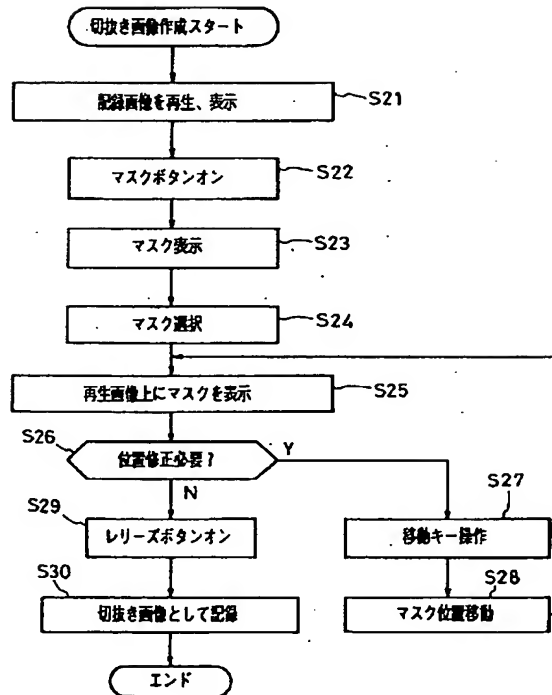 切抜き画像作成スタート
記録画像を再生、表示
S21
マスクボタンオン
S22
マスク表示
S23
マスク選択
S24
再生画像上にマスクを表示
S25
S26
位置修正必要?
Y
N
S27
移動キー操作
S28
マスク位置移動
S29
レリーズボタンオン
S30
切抜き画像として記録
エンド